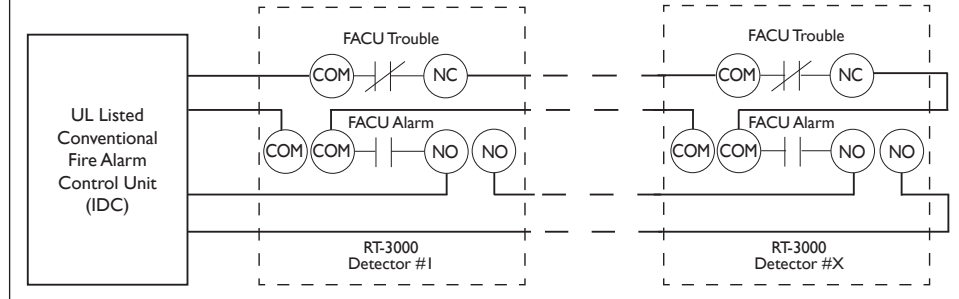 FACU Trouble
COM
NC
UL Listed
Conventional
Fire Alarm
Control Unit
(IDC)
FACU Alarm
COM
COM
NO
NO
RT-3000
Detector #1
FACU Trouble
COM
NC
FACU Alarm
COM
COM
NO
NO
RT-3000
Detector #X